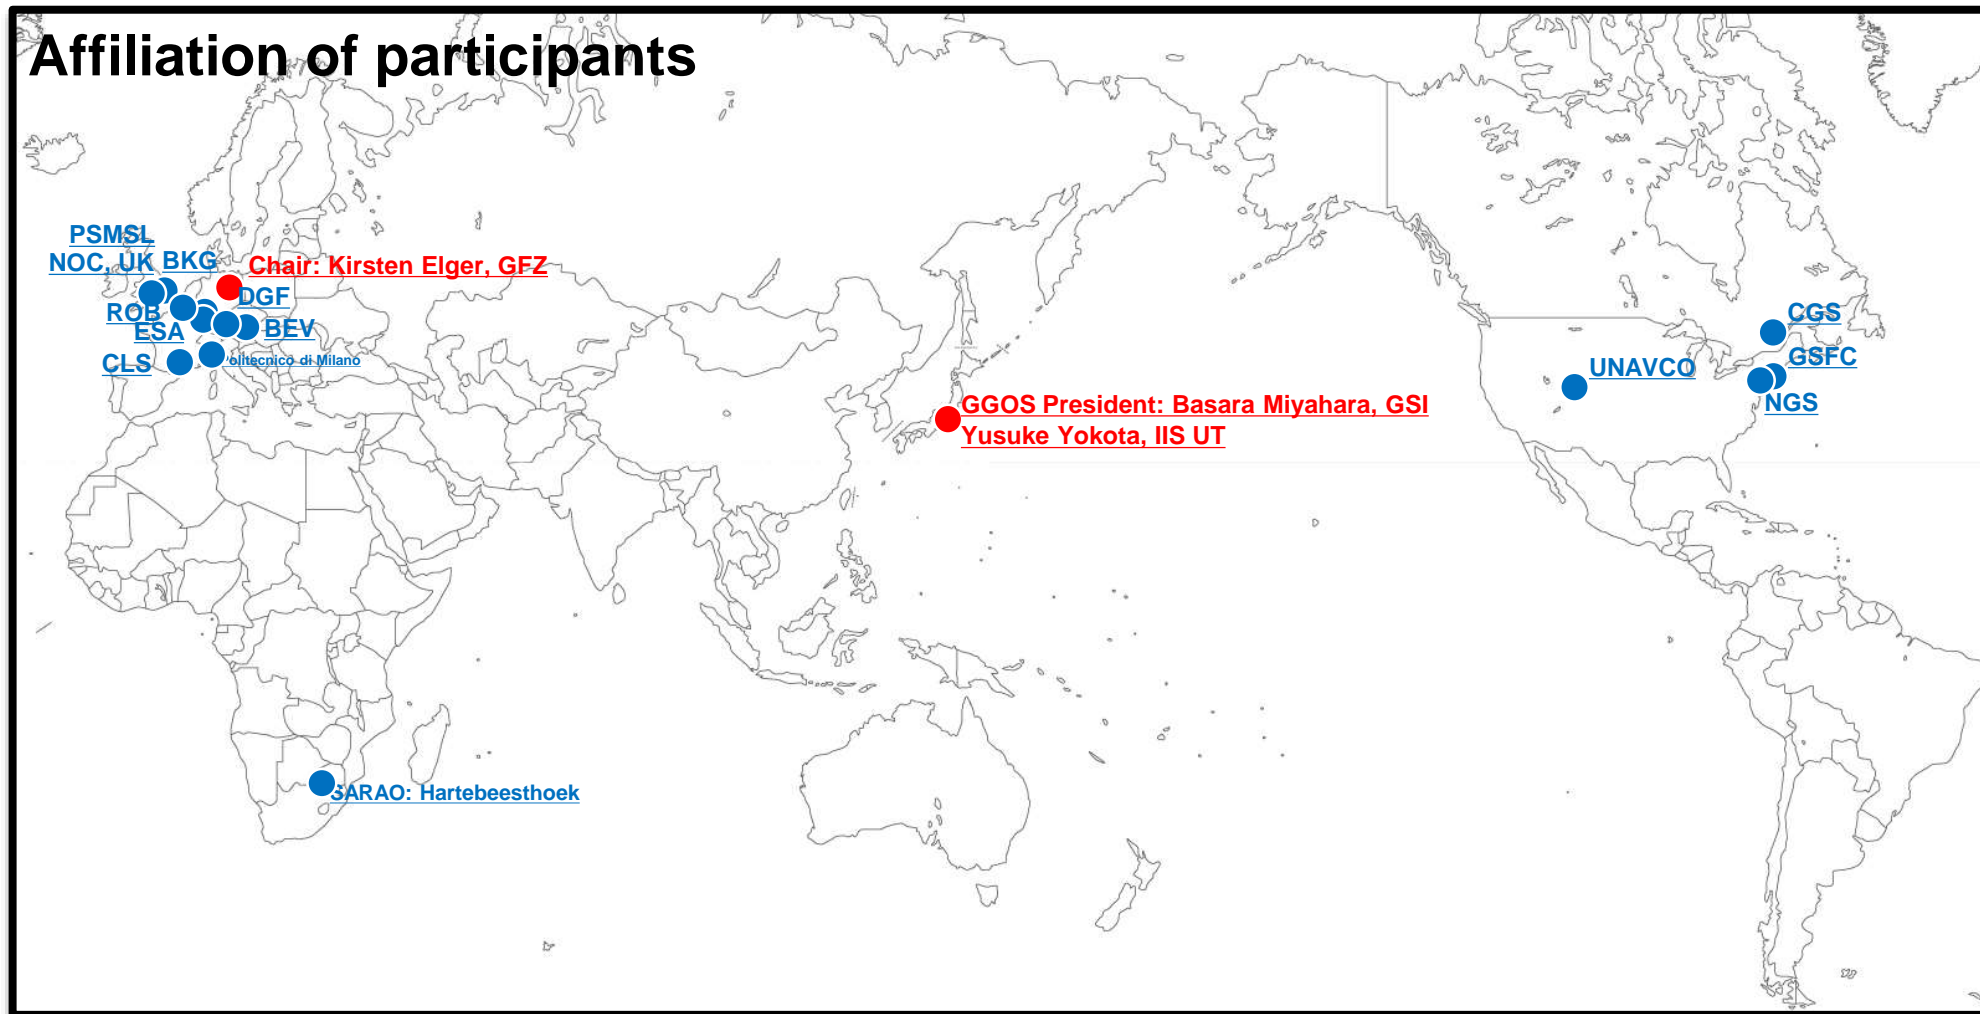 Affiliation of participants
PSMSL
NOC, UK
BKG
Chair: Kirsten Elger, GFZ
DGF
ROB
ESA
BEV
CLS
olitecnico di Milano
GGOS President: Basara Miyahara, GSI
Yusuke Yokota, IIS UT
UNAVCO
CGS
GSFC
NGS
SARAO: Hartebeesthoek